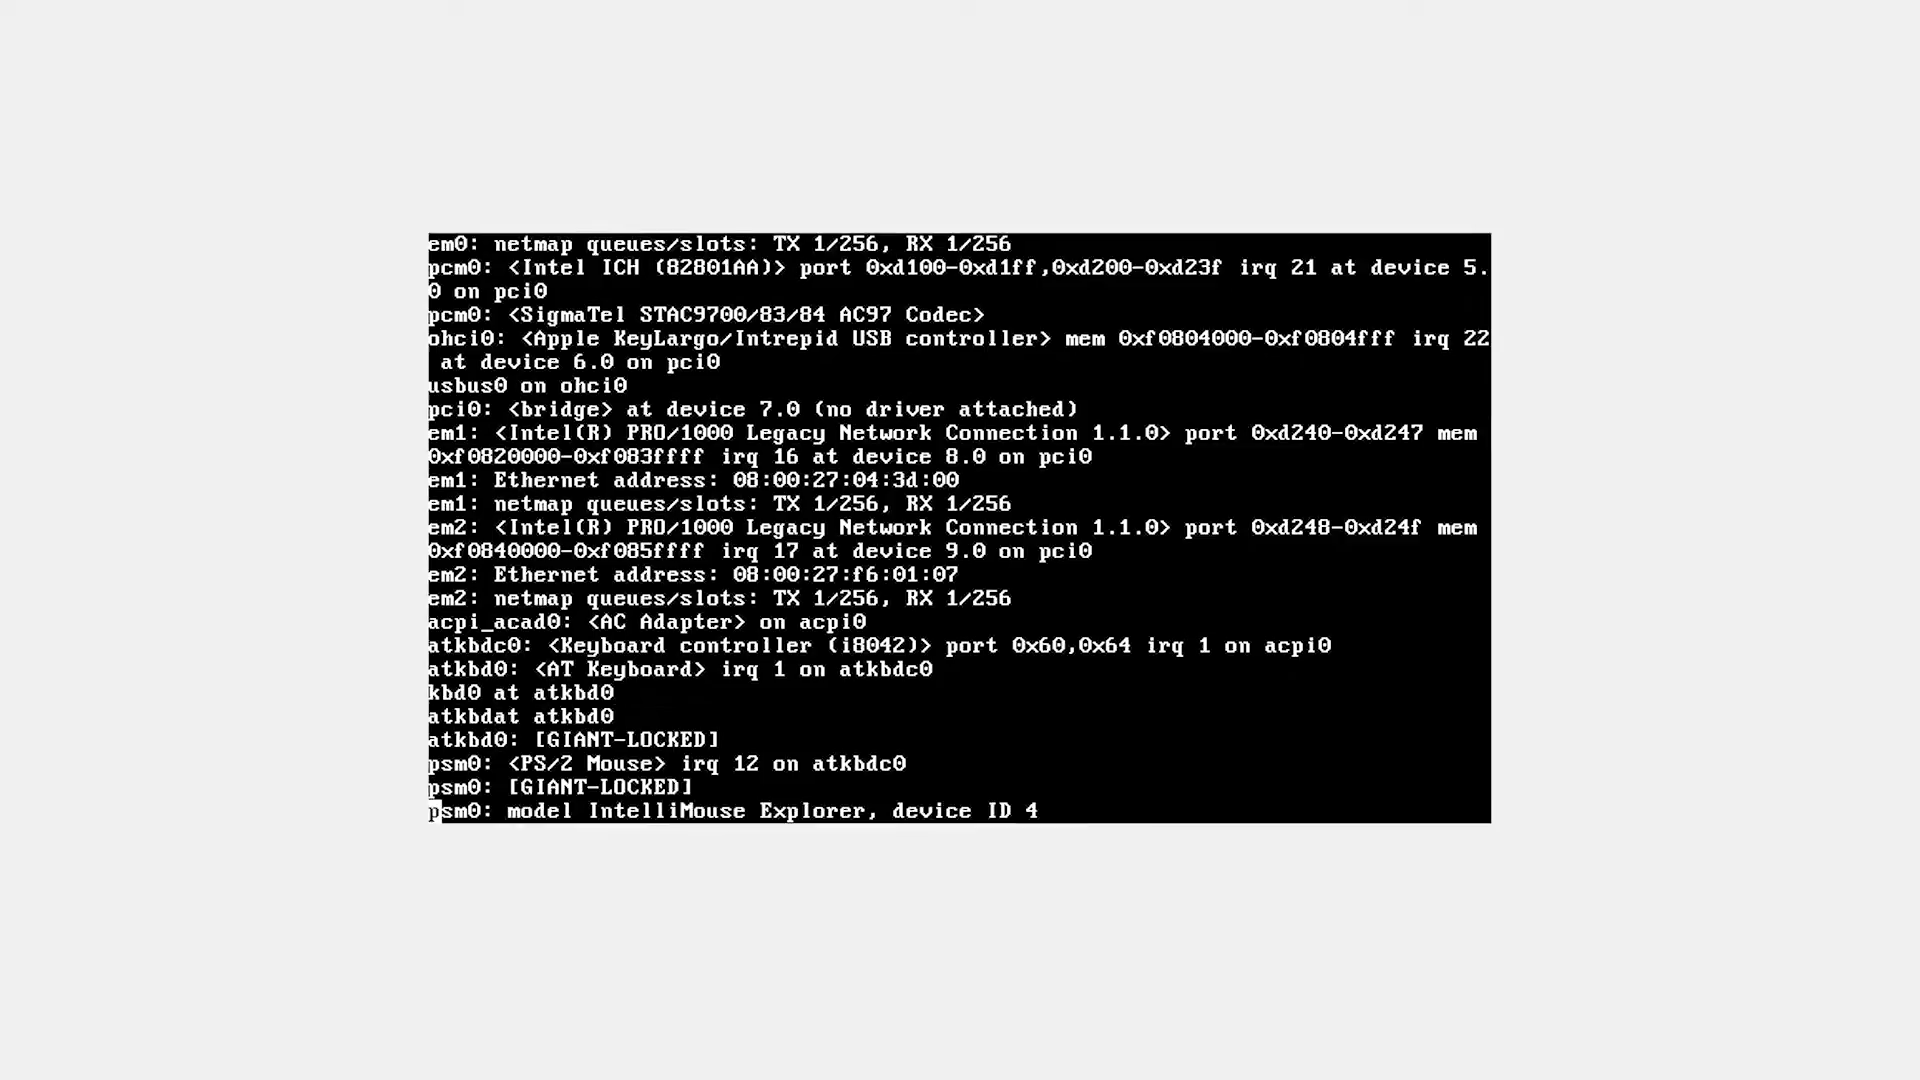 em0: netmap queues/slots: TX 1/256, RX 1/256
pcm0: <Intel ICH (82801AA)> port 0xd100-0xd1ff,0xd200-0xd23f irq 21 at device 5.
0 on pci0
pcm0: <SigmaTel STAC9700/83/84 AC97 Codec>
ohci0: <Apple KeyLargo/Intrepid USB controller> mem 0xf0804000-0xf0804fff irq 22
 at device 6.0 on pci0
usbus0 on ohci0
pci0: <bridge> at device 7.0 (no driver attached)
em1: <Intel(R) PRO/1000 Legacy Network Connection 1.1.0> port 0xd240-0xd247 mem
0xf0820000-0xf083ffff irq 16 at device 8.0 on pci0
em1: Ethernet address: 08:00:27:04:3d:00
em1: netmap queues/slots: TX 1/256, RX 1/256
em2: <Intel(R) PRO/1000 Legacy Network Connection 1.1.0> port 0xd248-0xd24f mem
0xf0840000-0xf085ffff irq 17 at device 9.0 on pci0
em2: Ethernet address: 08:00:27:f6:01:07
em2: netmap queues/slots: TX 1/256, RX 1/256
acpi_acad0: <AC Adapter> on acpi0
atkbdc0: <Keyboard controller (i8042)> port 0x60,0x64 irq 1 on acpi0
atkbd0: <AT Keyboard> irq 1 on atkbdc0
kbd0 at atkbd0
atkbdat atkbd0
atkbd0: [GIANT-LOCKED]
psm0: <PS/2 Mouse> irq 12 on atkbdc0
psm0: [GIANT-LOCKED]
psm0: model IntelliMouse Explorer, device ID 4